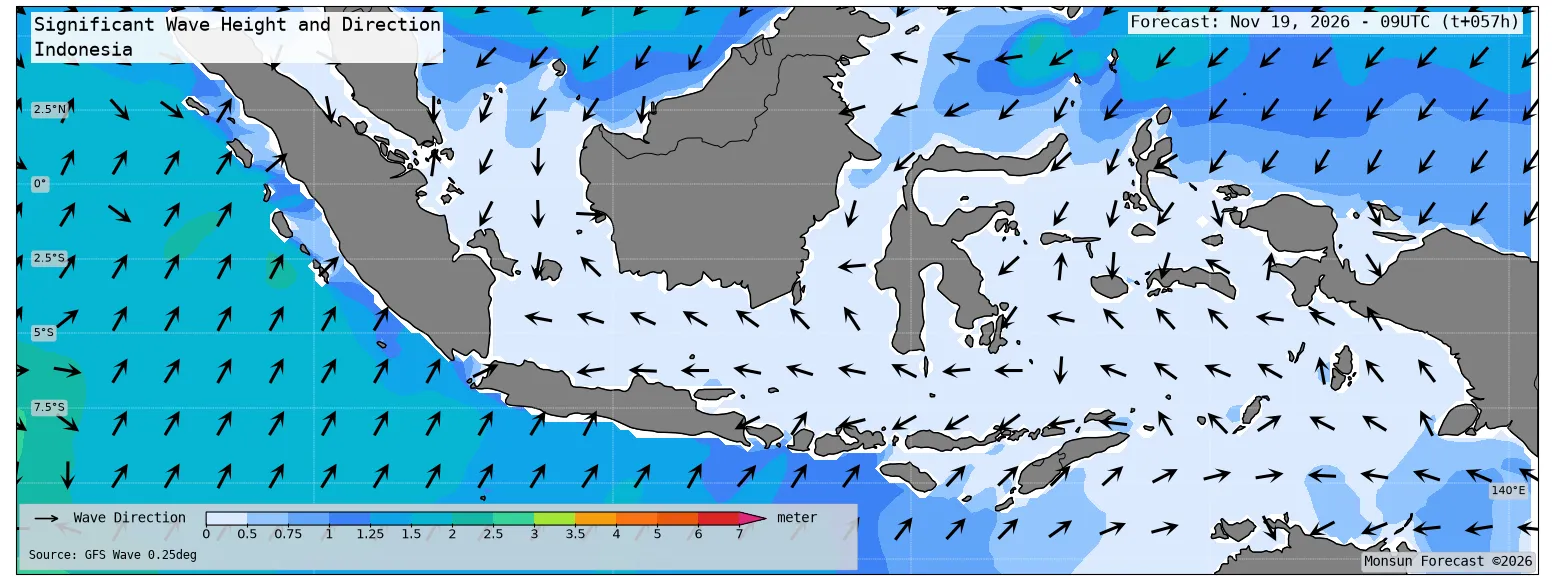 Significant Wave Height and Direction
Indonesia
Forecast: Nov 19, 2026 - 09UTC (t+057h)
2.5°N
0°
2.5°S
5°S
7.5°S
140°E
Wave Direction
meter
0 0.5 0.75 1 1.25 1.5 2 2.5 3 3.5 4 5 6 7
Source: GFS Wave 0.25deg
Monsun Forecast ©2026